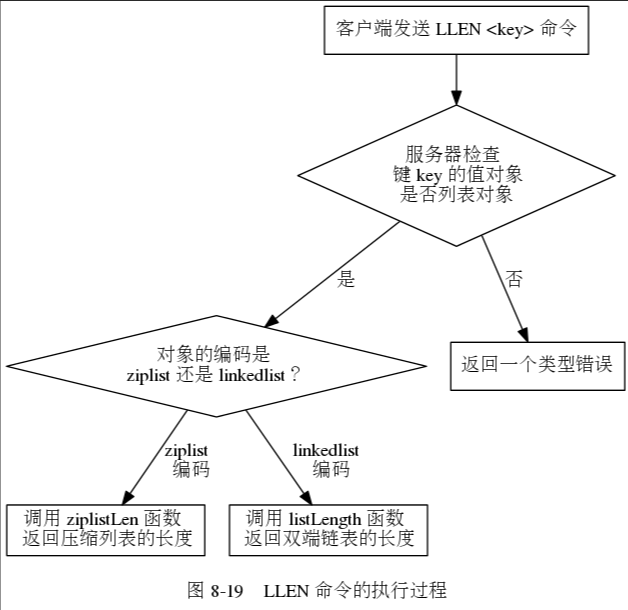 客户端发送 LLEN <key> 命令
服务器检查
键 key 的值对象
是否列表对象
是
否
对象的编码是
ziplist 还是 linkedlist ?
返回一个类型错误
ziplist
编码
linkedlist
编码
调用 ziplistLen 函数
返回压缩列表的长度
调用 listLength 函数
返回双端链表的长度
图 8-19 LLEN 命令的执行过程